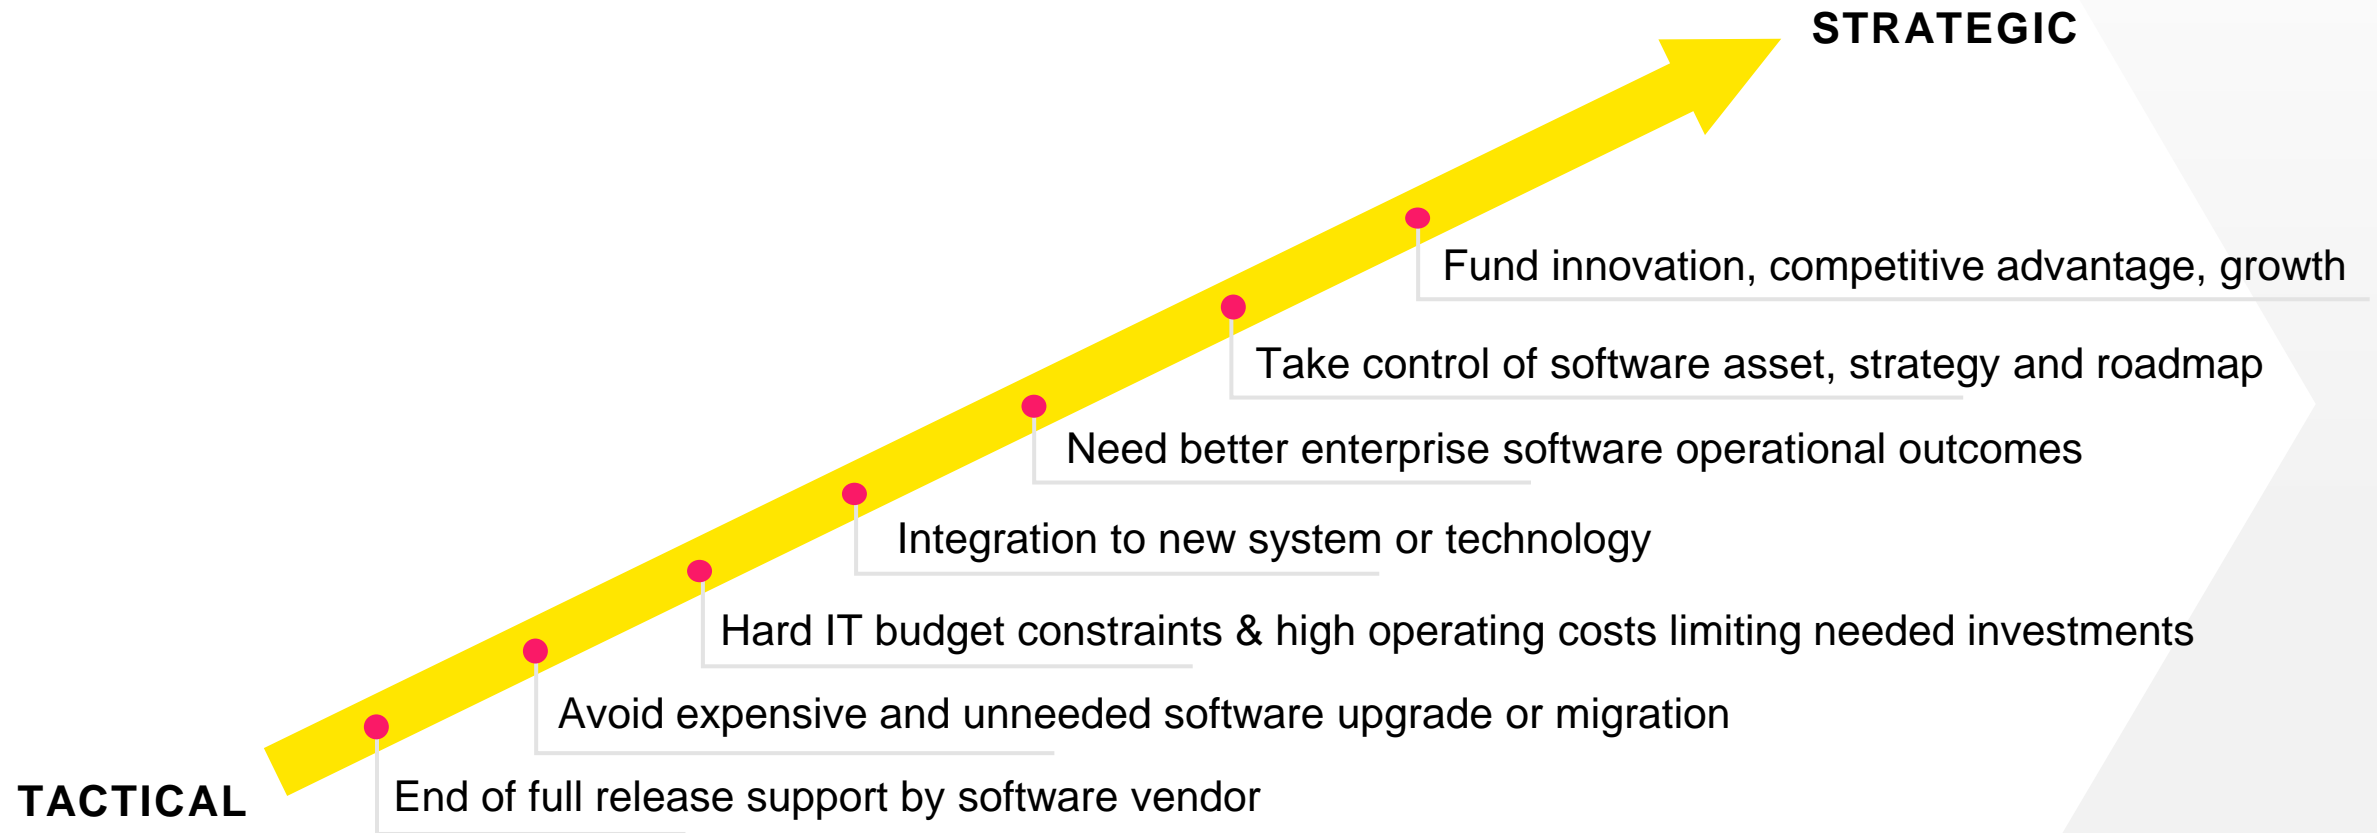 STRATEGIC
Fund innovation, competitive advantage, growth
Take control of software asset, strategy and roadmap
Need better enterprise software operational outcomes
Integration to new system or technology
Hard IT budget constraints & high operating costs limiting needed investments
Avoid expensive and unneeded software upgrade or migration
End of full release support by software vendor
TACTICAL